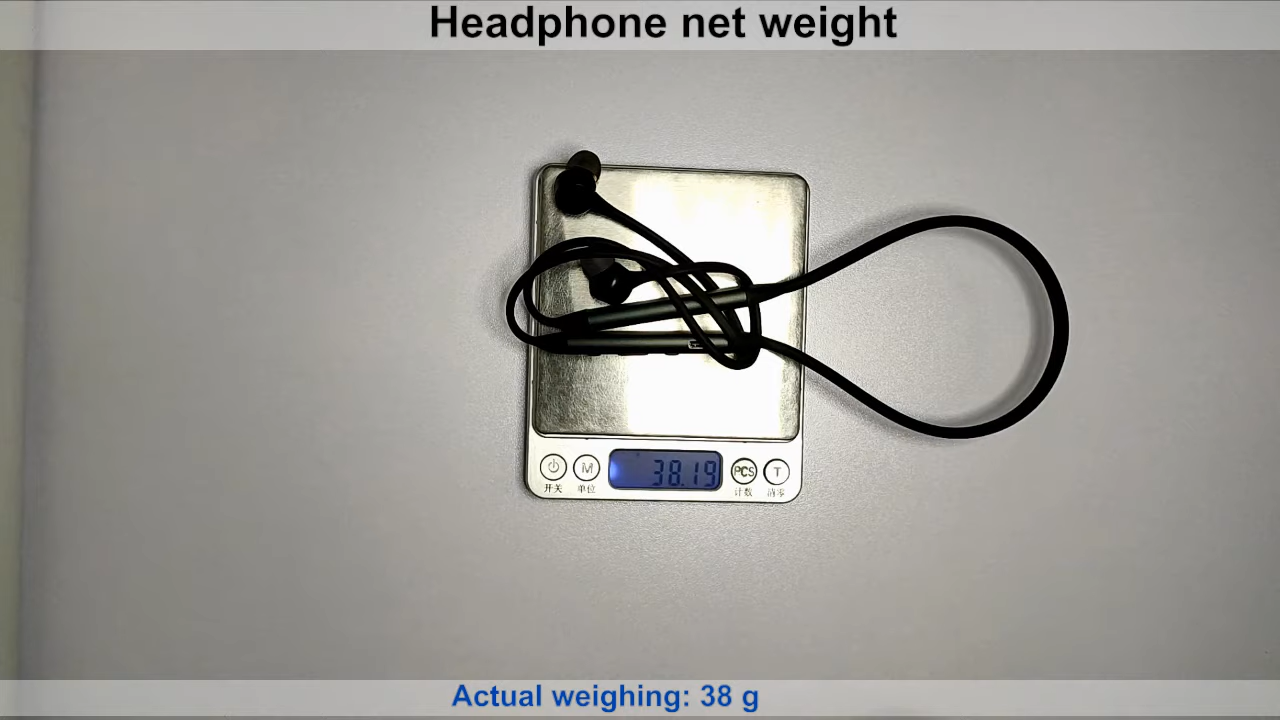 Headphone net weight
38.19
M
PCS
T
开关
单位
计数
清零
Actual weighing: 38 g